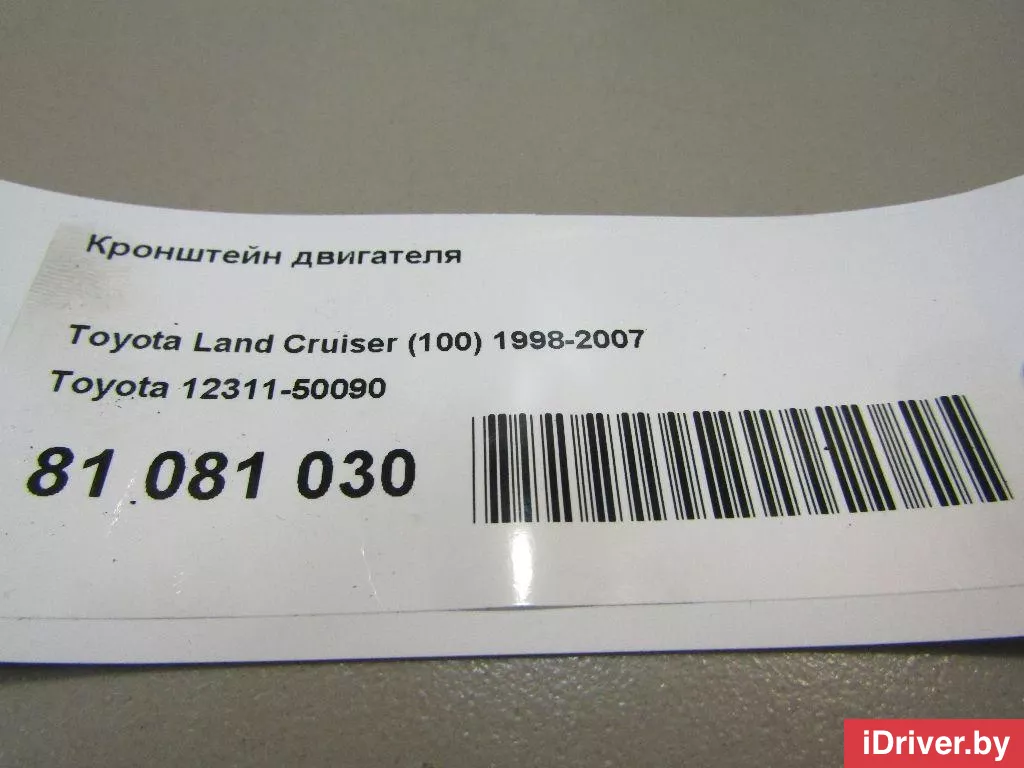 Кронштейн двигателя
Toyota Land Cruiser (100) 1998-2007
Toyota 12311-50090
81 081 030
iDriver.by